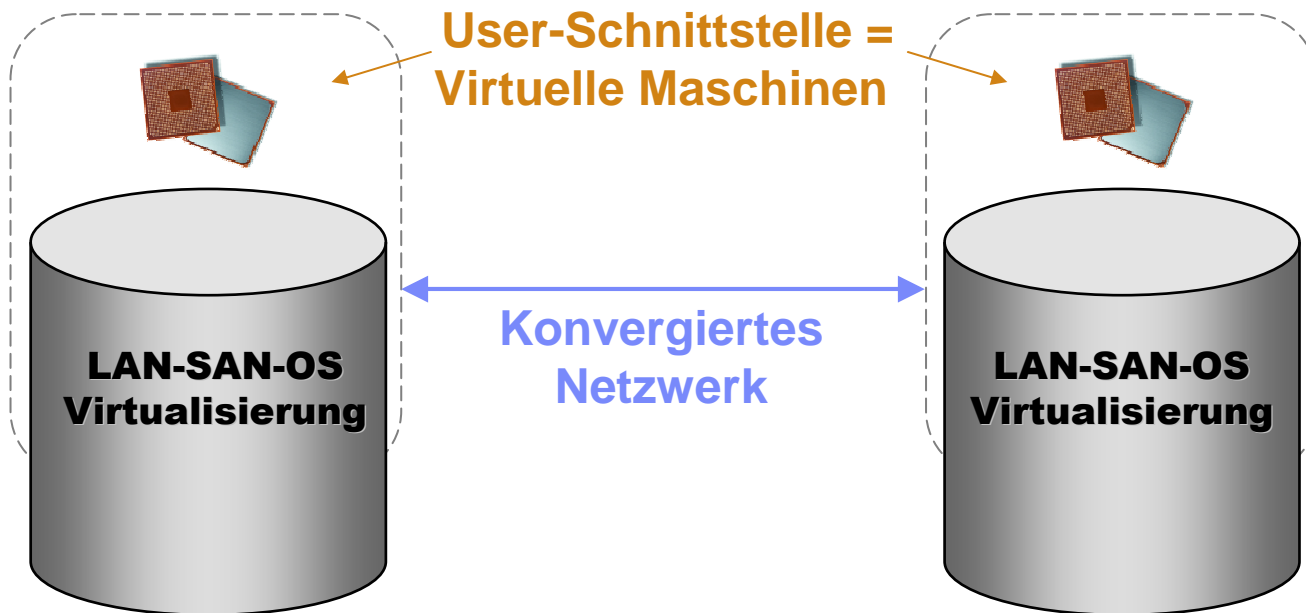 User-Schnittstelle =
Virtuelle Maschinen
Konvergiertes
Netzwerk
LAN-SAN-OS
Virtualisierung
LAN-SAN-OS
Virtualisierung